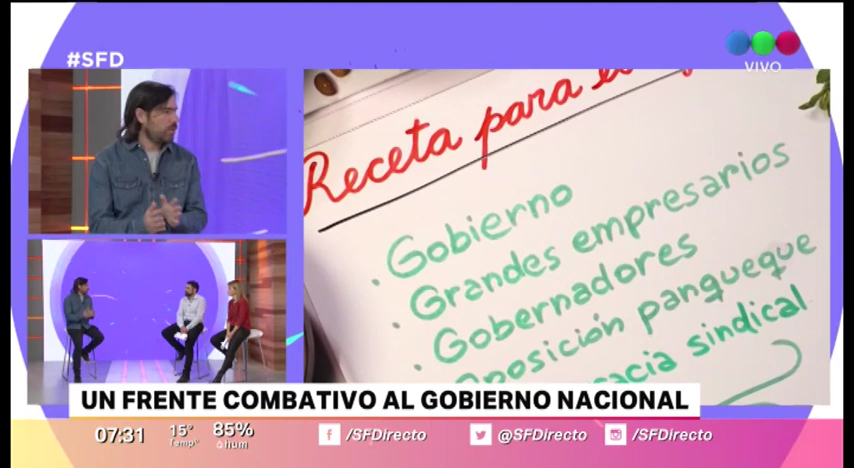 #SFD
VIVO
Receta para
Gobierno
Grandes empresarios
Gobernadores
oposición panqueque
sindical
UN FRENTE COMBATIVO AL GOBIERNO NACIONAL
07:31
15°
Tempº
85%
hum
/SFDirecto
@SFDirecto
/SFDirecto